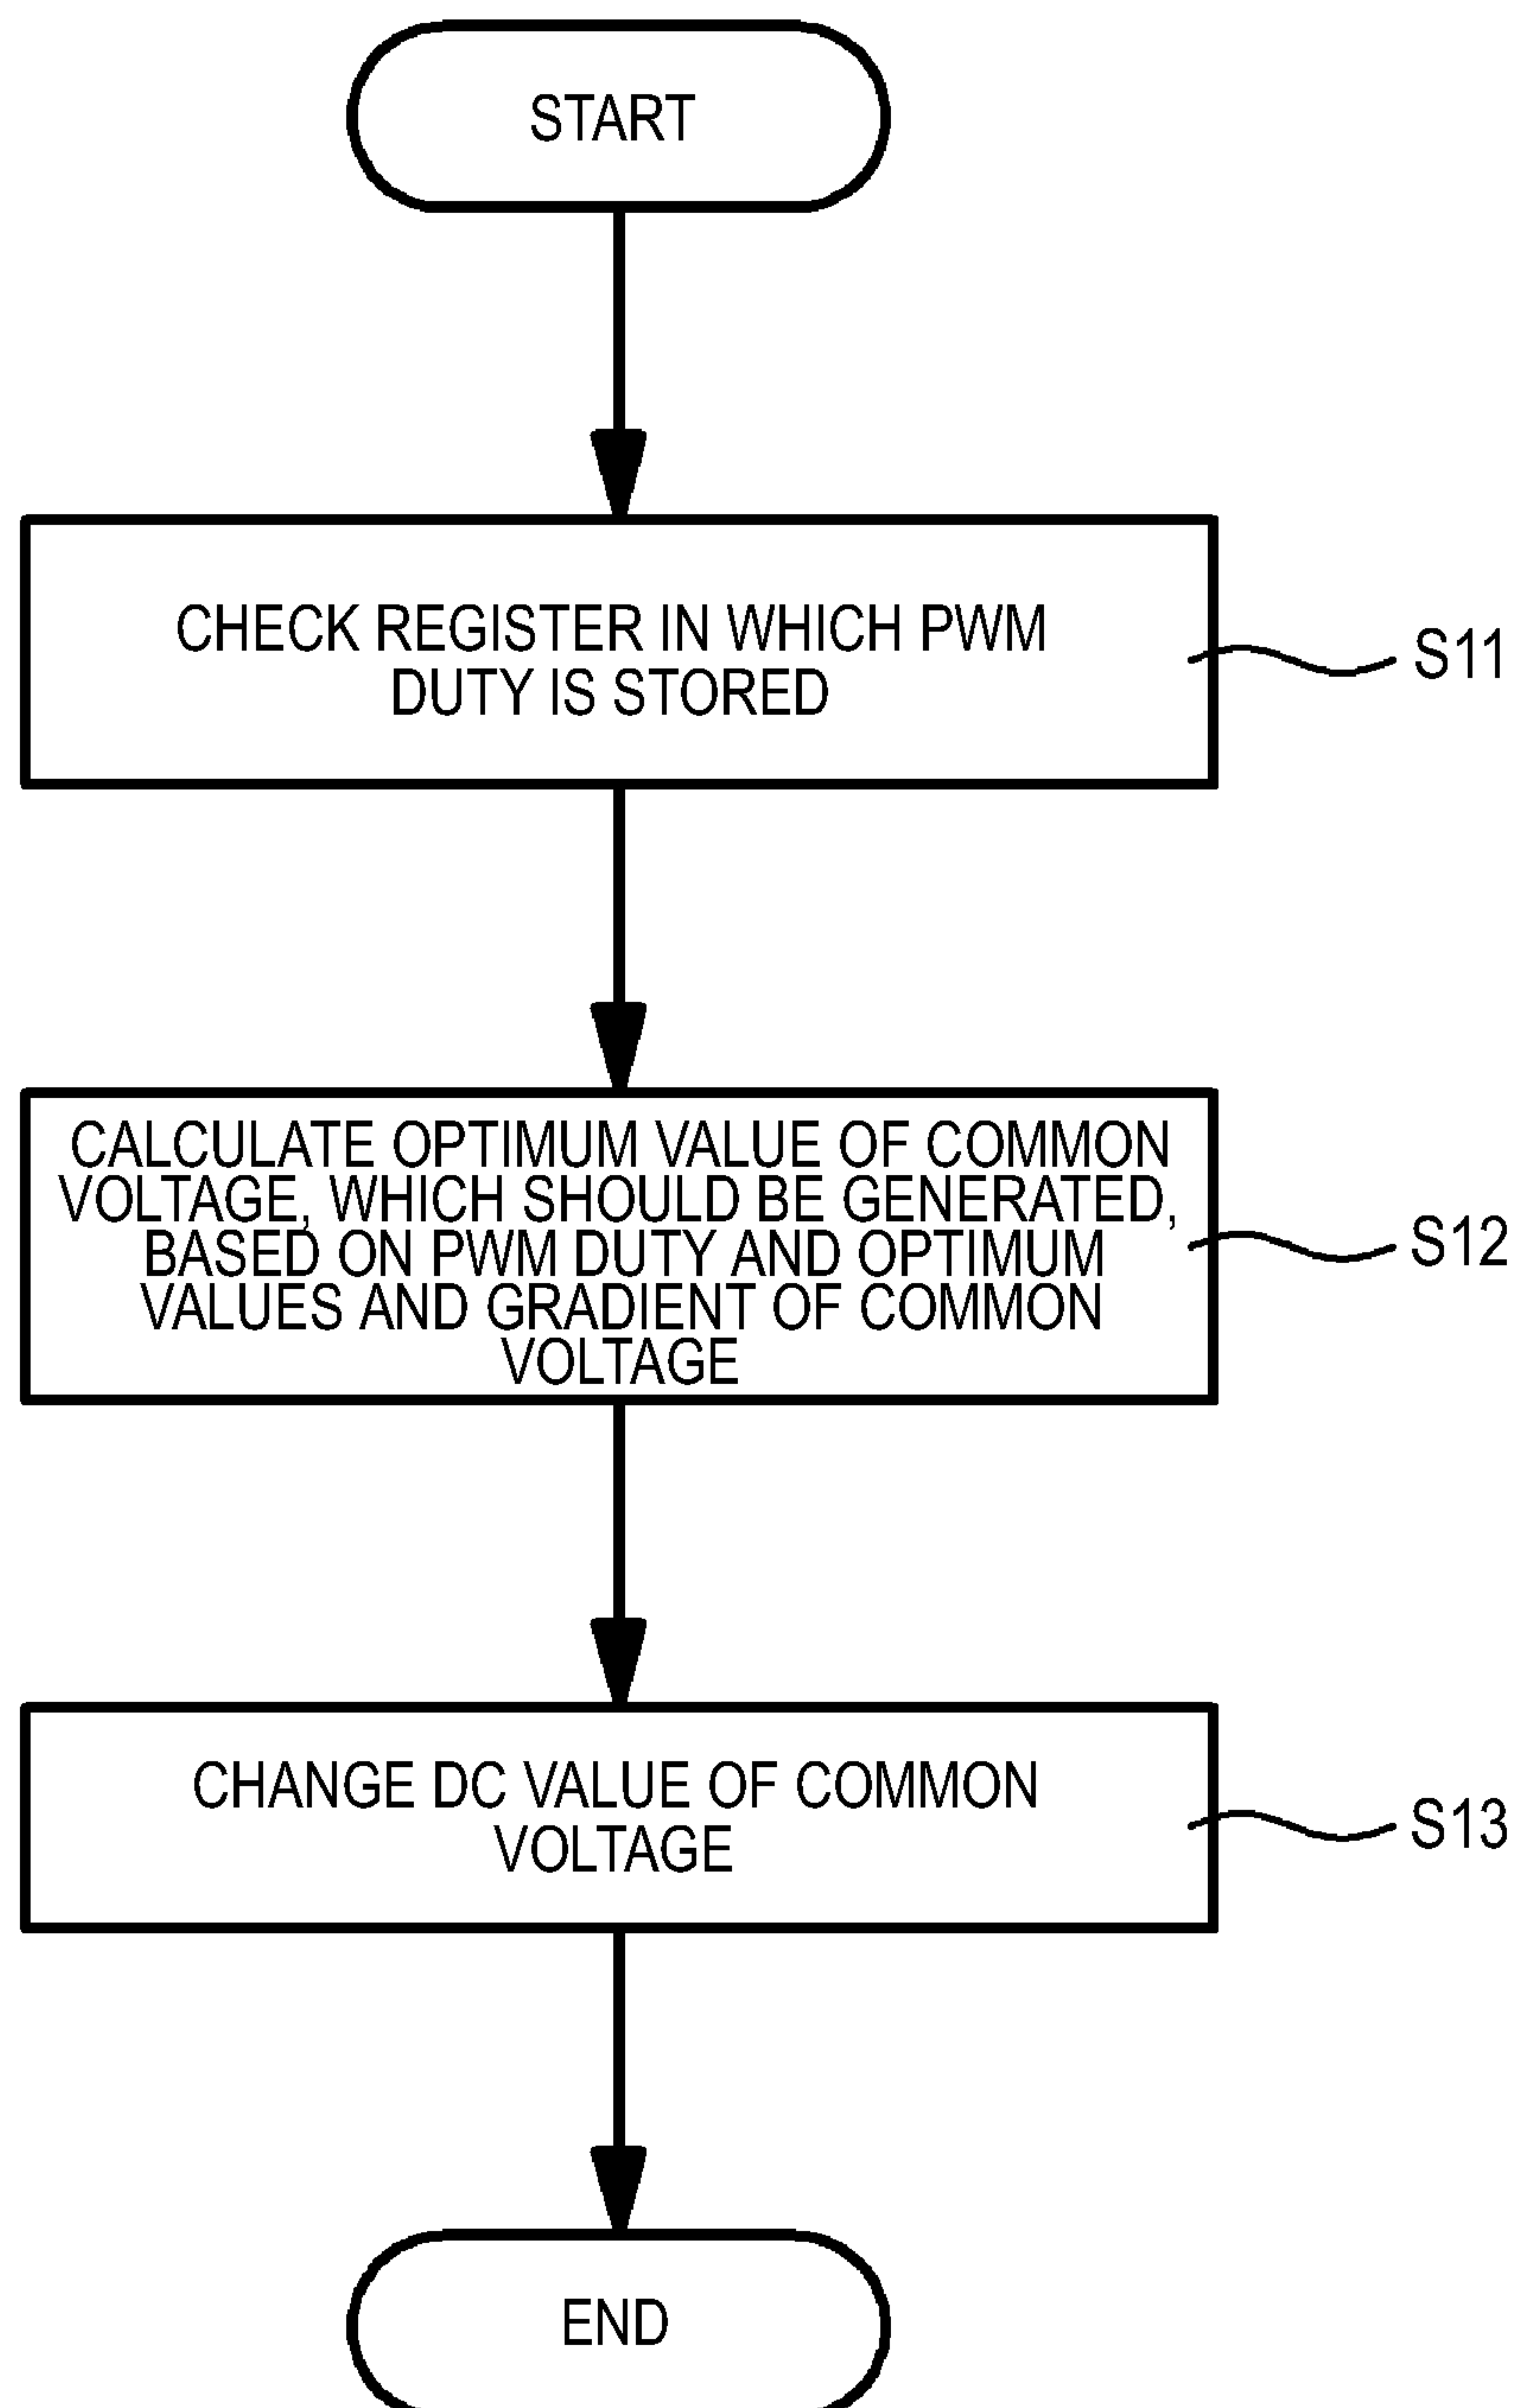 START
CHECK REGISTER IN WHICH PWM
DUTY IS STORED
S11
CALCULATE OPTIMUM VALUE OF COMMON
VOLTAGE, WHICH SHOULD BE GENERATED,
BASED ON PWM DUTY AND OPTIMUM
VALUES AND GRADIENT OF COMMON
VOLTAGE
S12
CHANGE DC VALUE OF COMMON
VOLTAGE
S13
END